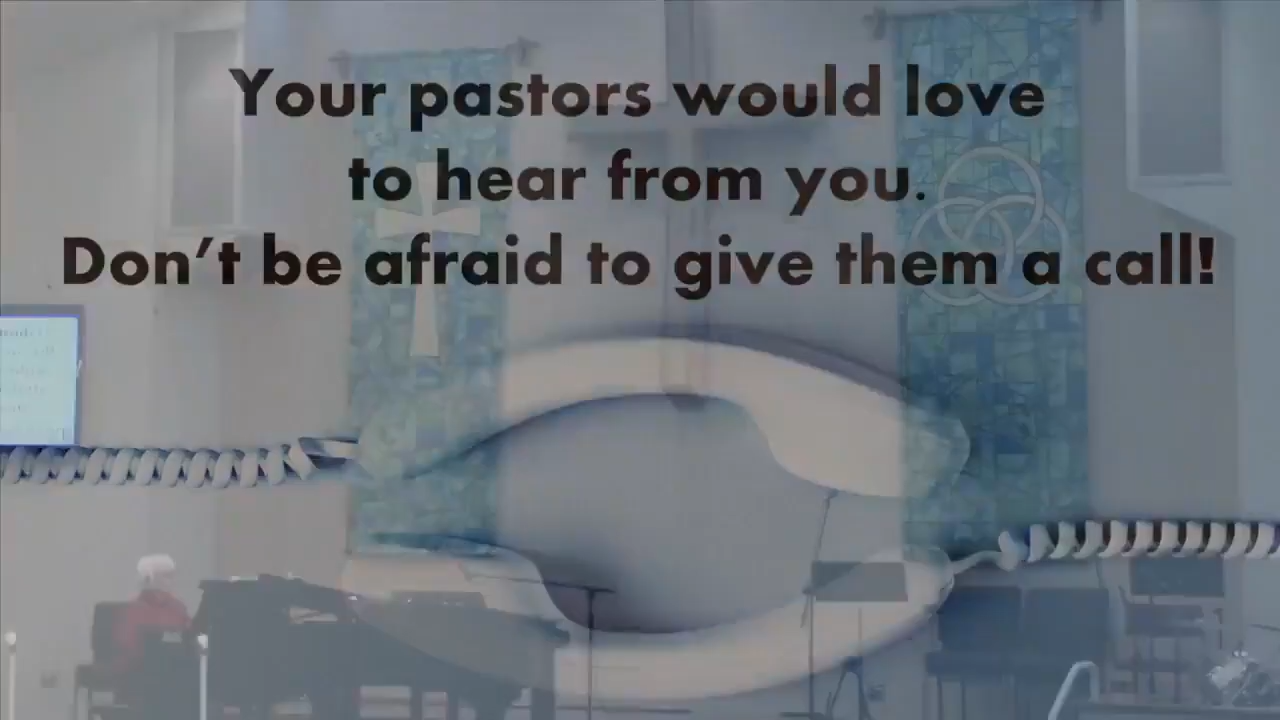 Your pastors would love
to hear from you.
Don't be afraid to give them a call!